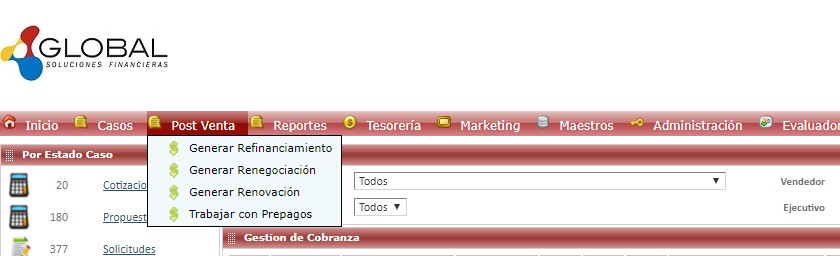 GLOBAL
SOLUCIONES FINANCIERAS
Inicio Casos Post Venta Reportes Tesorería Marketing Maestros Administración Evaluador
Por Estado Caso
Generar Refinanciamiento
Generar Renegociación
Generar Renovación
Trabajar con Prepagos
20 Cotizacio
180 Propuest
377 Solicitudes
Todos Vendedor
Todos Ejecutivo
Gestion de Cobranza